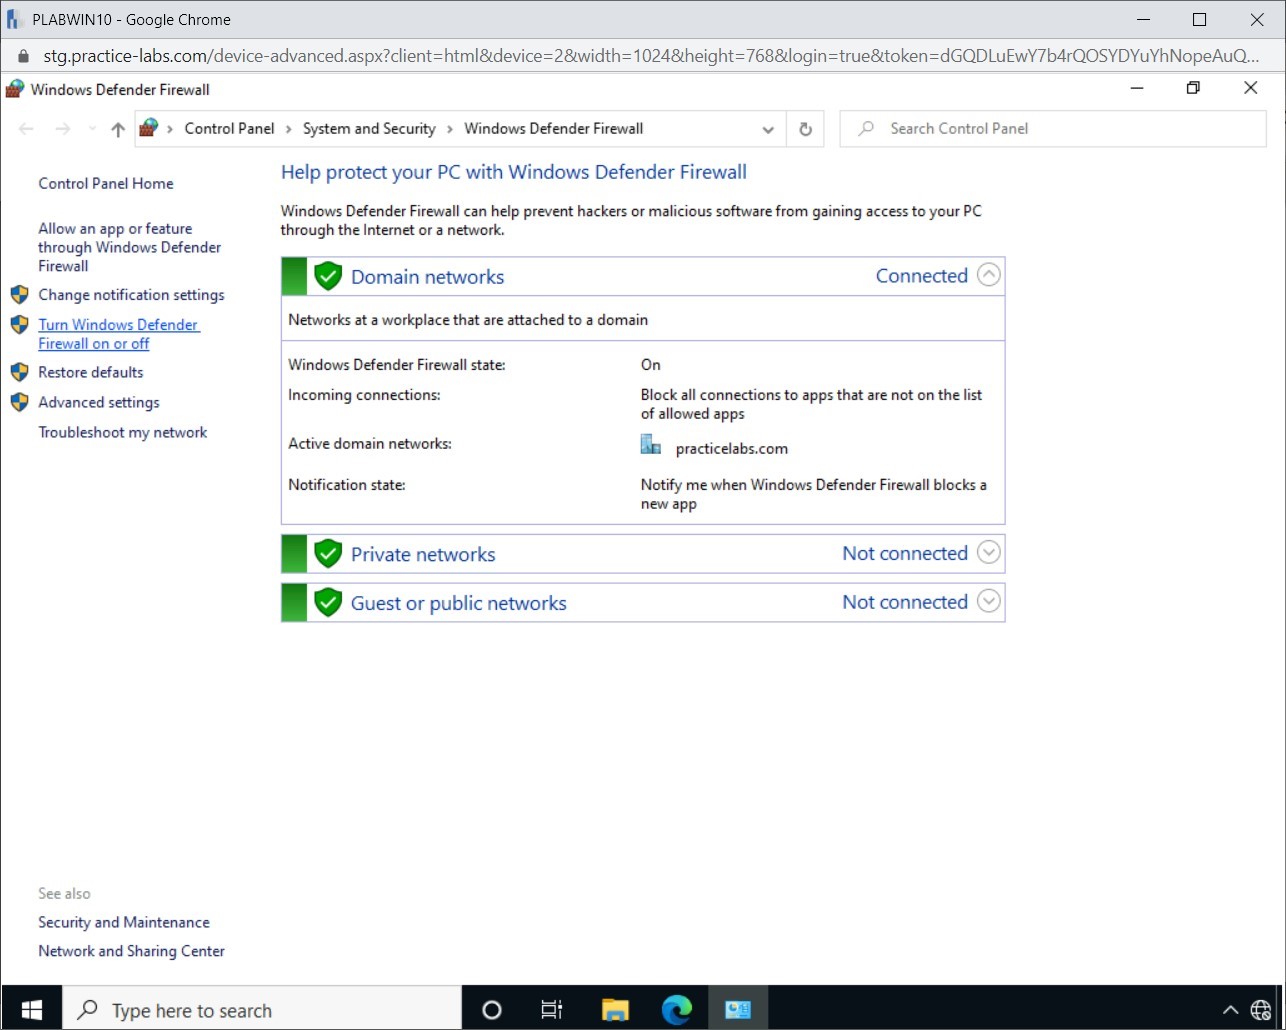 PLABWIN10 - Google Chrome
stg.practice-labs.com/device-advanced.aspx?client=html&device=2&width=1024&height=768&login=true&token=dGQDLuEwY7b4rQOSYDYuYhNopeAuQ...
Windows Defender Firewall
Control Panel > System and Security > Windows Defender Firewall
Search Control Panel
Control Panel Home
Allow an app or feature
through Windows Defender
Firewall
Change notification settings
Turn Windows Defender
Firewall on or off
Restore defaults
Advanced settings
Troubleshoot my network
Help protect your PC with Windows Defender Firewall
Windows Defender Firewall can help prevent hackers or malicious software from gaining access to your PC
through the Internet or a network.
Domain networks Connected
Networks at a workplace that are attached to a domain
Windows Defender Firewall state: On
Incoming connections: Block all connections to apps that are not on the list
of allowed apps
Active domain networks: practicelabs.com
Notification state: Notify me when Windows Defender Firewall blocks a
new app
Private networks Not connected
Guest or public networks Not connected
See also
Security and Maintenance
Network and Sharing Center
Type here to search